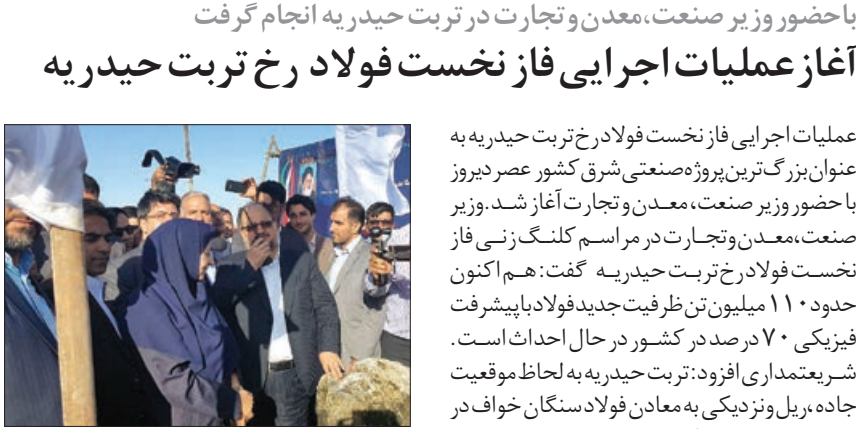 باحضور وزیر صنعت،معدن و تجارت در تربت حیدریه انجام گرفت
آغاز عملیات اجرایی فاز نخست فولاد رخ تربت حیدریه
عملیات اجرایی فاز نخست فولاد رخ تربت حیدریه به
عنوان بزرگ‌ترین پروژه صنعتی شرق کشور عصر دیروز
با حضور وزیر صنعت، معدن و تجارت آغاز شد. وزیر
صنعت،معدن و تجارت در مراسم کلنگ زنی فاز
نخست فولاد رخ تربت حیدریه گفت: هم اکنون
حدود ۱۱۰ میلیون تن ظرفیت جدید فولاد با پیشرفت
فیزیکی ۷۰ درصد در کشور در حال احداث است.
شریعتمداری افزود: تربت حیدریه به لحاظ موقعیت
جاده،ریل ونزدیکی به معادن فولاد سنگان خواف در